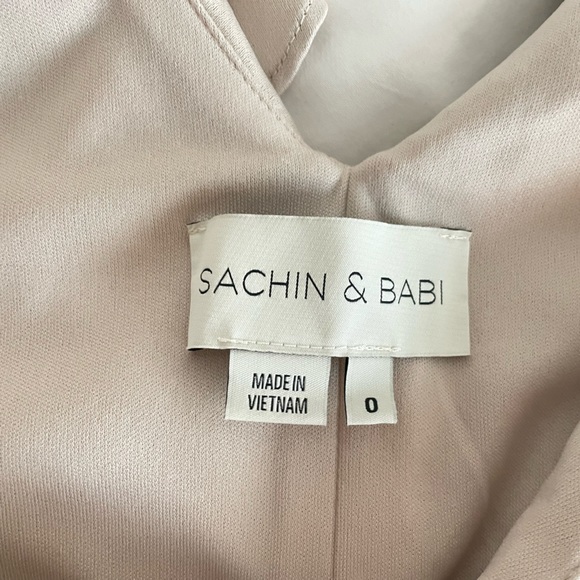 SACHIN & BABI
MADE IN
VIETNAM
0